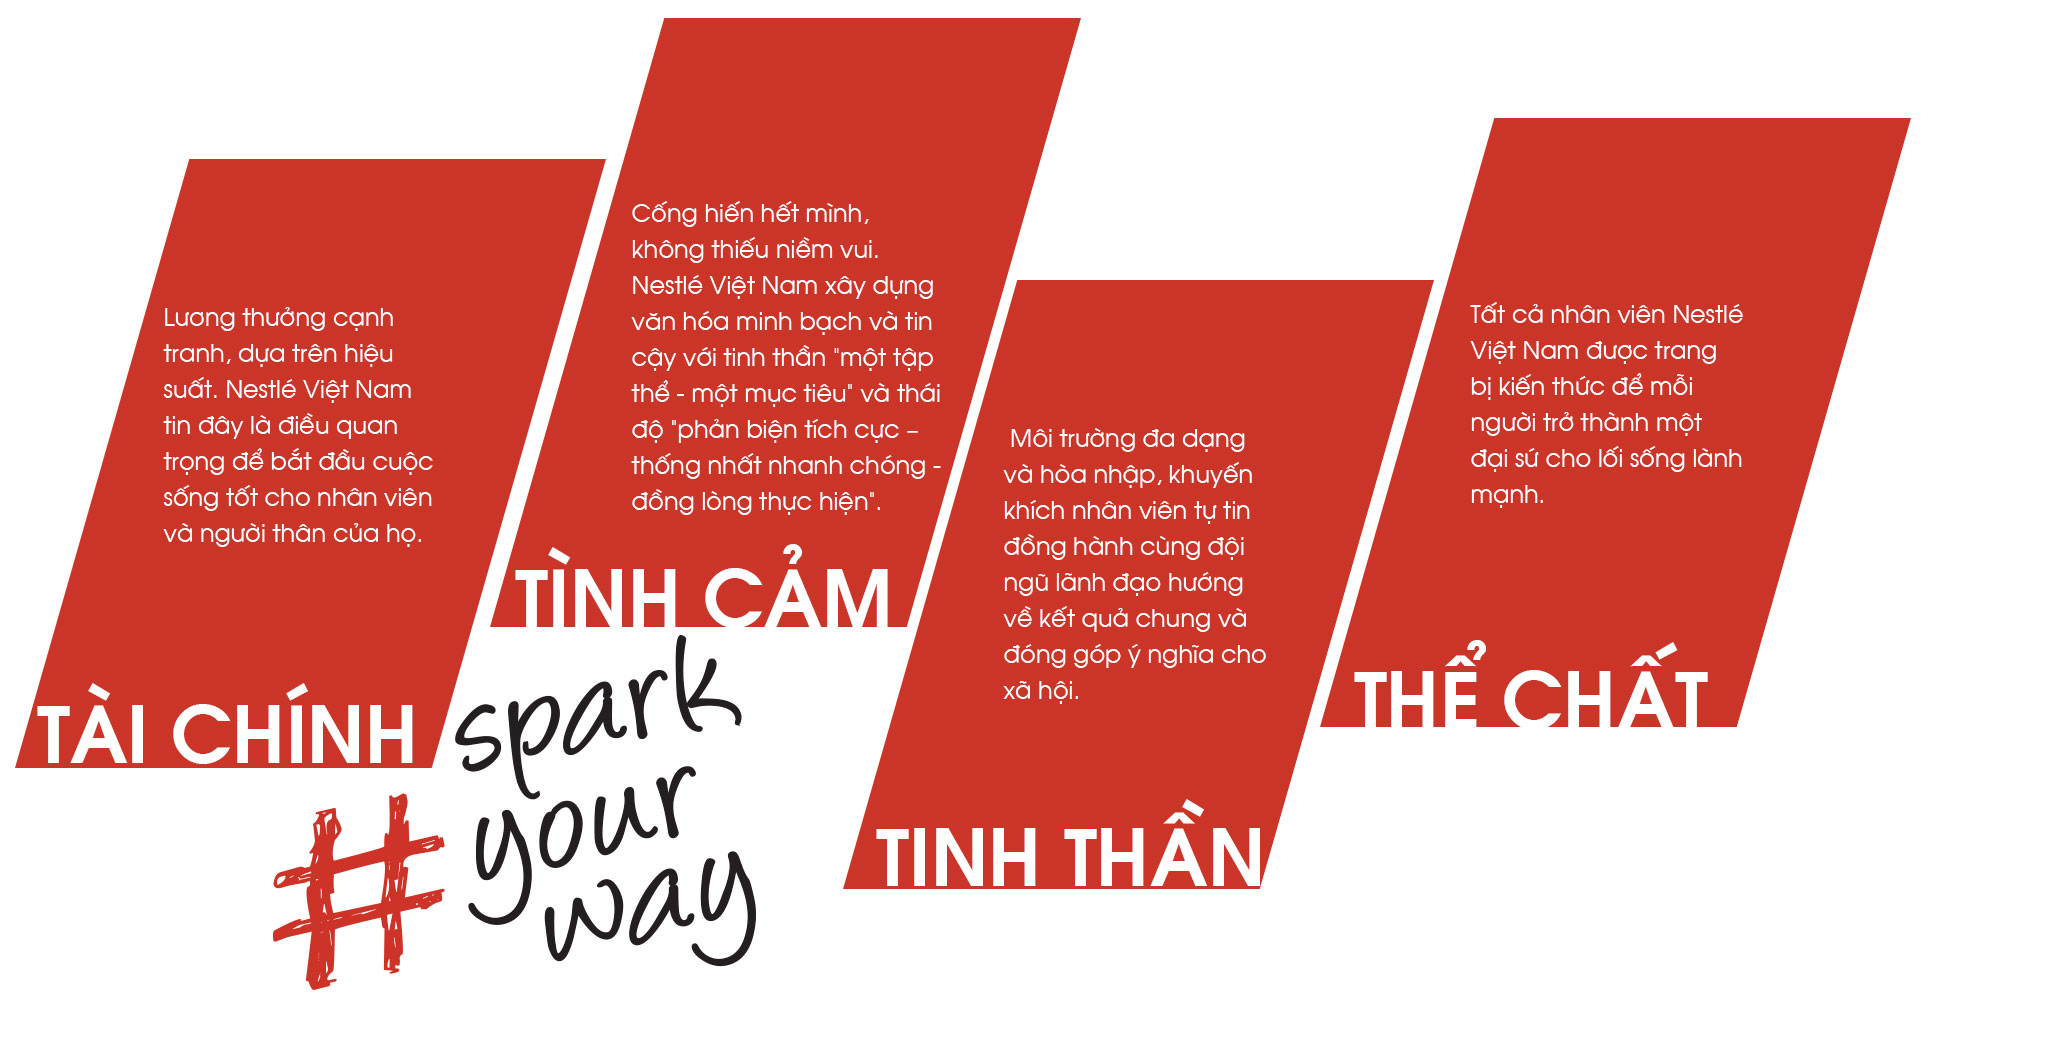 Lương thưởng cạnh
tranh, dựa trên hiệu
suất. Nestlé Việt Nam
tin đây là điều quan
trọng để bắt đầu cuộc
sống tốt cho nhân viên
và người thân của họ.
TÀI CHÍNH
Cống hiến hết mình,
không thiếu niềm vui.
Nestlé Việt Nam xây dựng
văn hóa minh bạch và tin
cậy với tinh thần "một tập
thể - một mục tiêu" và thái
độ "phản biện tích cực –
thống nhất nhanh chóng -
đồng lòng thực hiện".
TÌNH CẢM
Môi trường đa dạng
và hòa nhập, khuyến
khích nhân viên tự tin
đồng hành cùng đội
ngũ lãnh đạo hướng
về kết quả chung và
đóng góp ý nghĩa cho
xã hội.
TINH THẦN
Tất cả nhân viên Nestlé
Việt Nam được trang
bị kiến thức để mỗi
người trở thành một
đại sứ cho lối sống lành
mạnh.
THỂ CHẤT
#spark
your
way